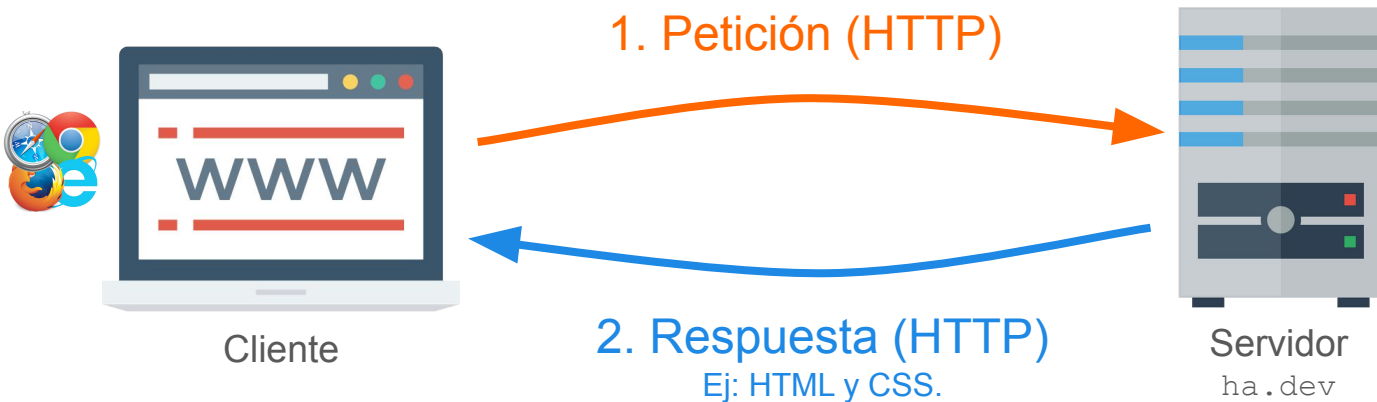 1. Petición (HTTP)
WWW
Cliente
2. Respuesta (HTTP)
Ej: HTML y CSS.
Servidor
ha.dev